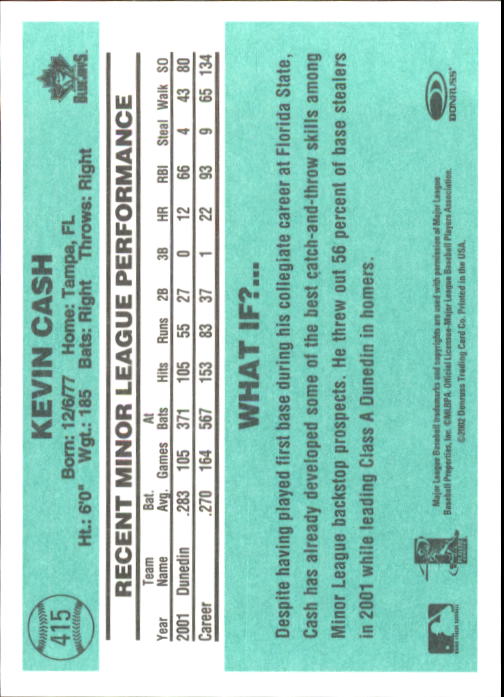 415
KEVIN CASH
BLUE JAYS
Born: 12/6/77 Home: Tampa, FL
Ht.: 6'0" Wgt.: 185 Bats: Right Throws: Right
RECENT MINOR LEAGUE PERFORMANCE
Team Bat. At
Year Name Avg. Games Bats Hits Runs 2B 3B HR RBI Steal Walk SO
2001 Dunedin .283 105 371 105 55 27 0 12 66 4 43 80
Career .270 164 567 153 83 37 1 22 93 9 65 134
WHAT IF?...
Despite having played first base during his collegiate career at Florida State,
Cash has already developed some of the best catch-and-throw skills among
Minor League backstop prospects. He threw out 56 percent of base stealers
in 2001 while leading Class A Dunedin in homers.
Major League Baseball trademarks and copyrights are used with permission of Major League
Baseball Properties, Inc. ©MLBPA. Official Licensee-Major League Baseball Players Association.
©2002 Donruss Trading Card Co. Printed in the USA.
DONRUSS